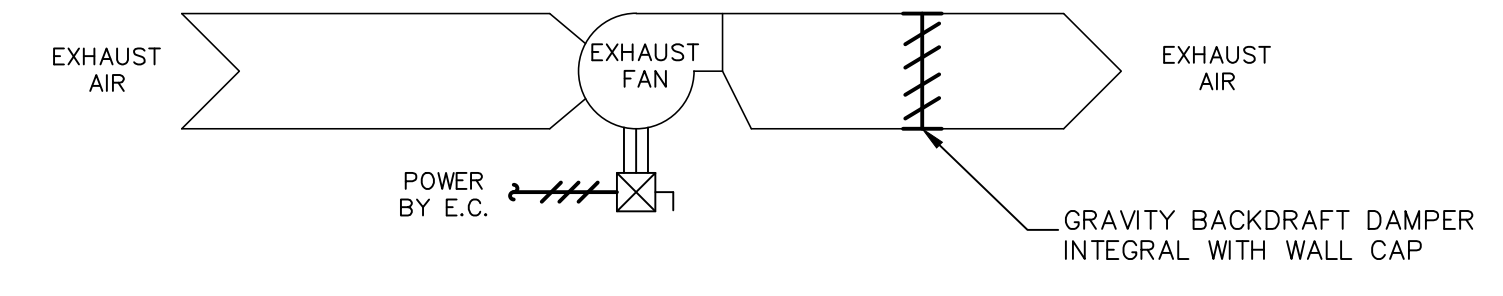 EXHAUST
AIR
EXHAUST
FAN
EXHAUST
AIR
POWER
BY E.C.
GRAVITY BACKDRAFT DAMPER
INTEGRAL WITH WALL CAP